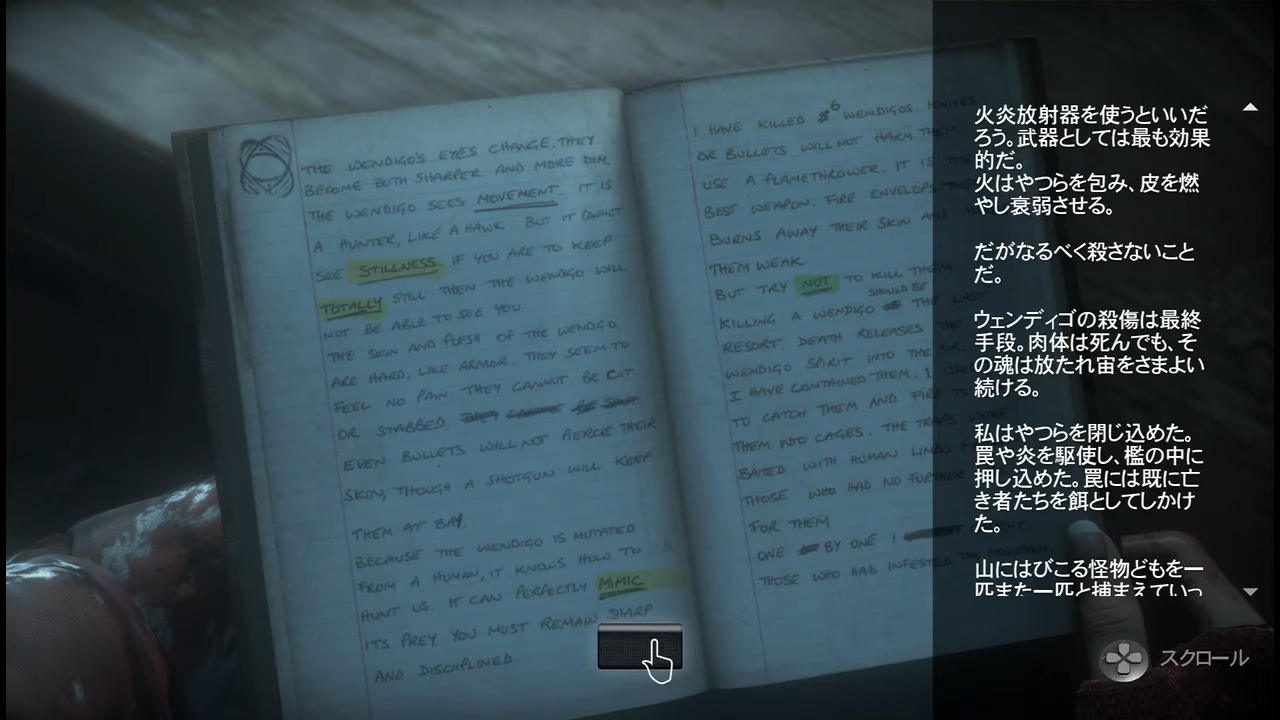 THE WENDIGO'S EYES CHANGE. THEY
BECOME BOTH SHARPER AND MORE DIM.
THE WENDIGO SEES MOVEMENT. IT IS
A HUNTER, LIKE A HAWK. BUT IT CANNOT
SEE STILLNESS. IF YOU ARE TO KEEP
TOTALLY STILL THEN THE WENDIGO WILL
NOT BE ABLE TO SEE YOU.
THE SKIN AND FLESH OF THE WENDIGO
ARE HARD, LIKE ARMOR. THEY SEEM TO
FEEL NO PAIN. THEY CANNOT BE CUT
OR STABBED.
EVEN BULLETS WILL NOT PIERCE THEIR
SKIN, THOUGH A SHOTGUN WILL KEEP
THEM AT BAY.
BECAUSE THE WENDIGO IS MUTATED
FROM A HUMAN, IT KNOWS HOW TO
HUNT US. IT CAN PERFECTLY MIMIC
ITS PREY. YOU MUST REMAIN SHARP
AND DISCIPLINED
I HAVE KILLED 6 WENDIGOS. KNIVES
OR BULLETS WILL NOT HARM THEM.
USE A FLAMETHROWER. IT IS THE
BEST WEAPON. FIRE ENVELOPS THE
BURNS AWAY THEIR SKIN AND
THEM WEAK.
BUT TRY NOT TO KILL THEM
KILLING A WENDIGO SHOULD BE THE LAST
RESORT. DEATH RELEASES THE
WENDIGO SPIRIT INTO THE AIR.
I HAVE CONTAINED THEM. I
TO CATCH THEM AND FIRE TO
THEM INTO CAGES. THE TRAPS WERE
BAITED WITH HUMAN LIMBS
THOSE WHO HAD NO FURTHER
FOR THEM
ONE BY ONE I
THOSE WHO HAD INFESTED THE MOUNTAIN
火炎放射器を使うといいだ
ろう。武器としては最も効果
的だ。
火はやつらを包み、皮を燃
やし衰弱させる。
だがなるべく殺さないこと
だ。
ウェンディゴの殺傷は最終
手段。肉体は死んでも、そ
の魂は放たれ宙をさまよい
続ける。
私はやつらを閉じ込めた。
罠や炎を駆使し、檻の中に
押し込めた。罠には既に亡
き者たちを餌としてしかけ
た。
山にはびこる怪物どもを一
匹また一匹と捕まえていっ
スクロール